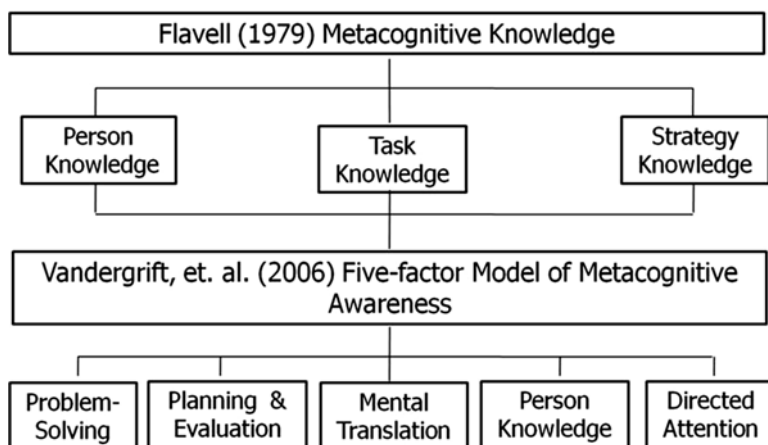 Flavell (1979) Metacognitive Knowledge
Person
Knowledge
Task
Knowledge
Strategy
Knowledge
Vandergrift, et. al. (2006) Five-factor Model of Metacognitive
Awareness
Problem-
Solving
Planning &
Evaluation
Mental
Translation
Person
Knowledge
Directed
Attention